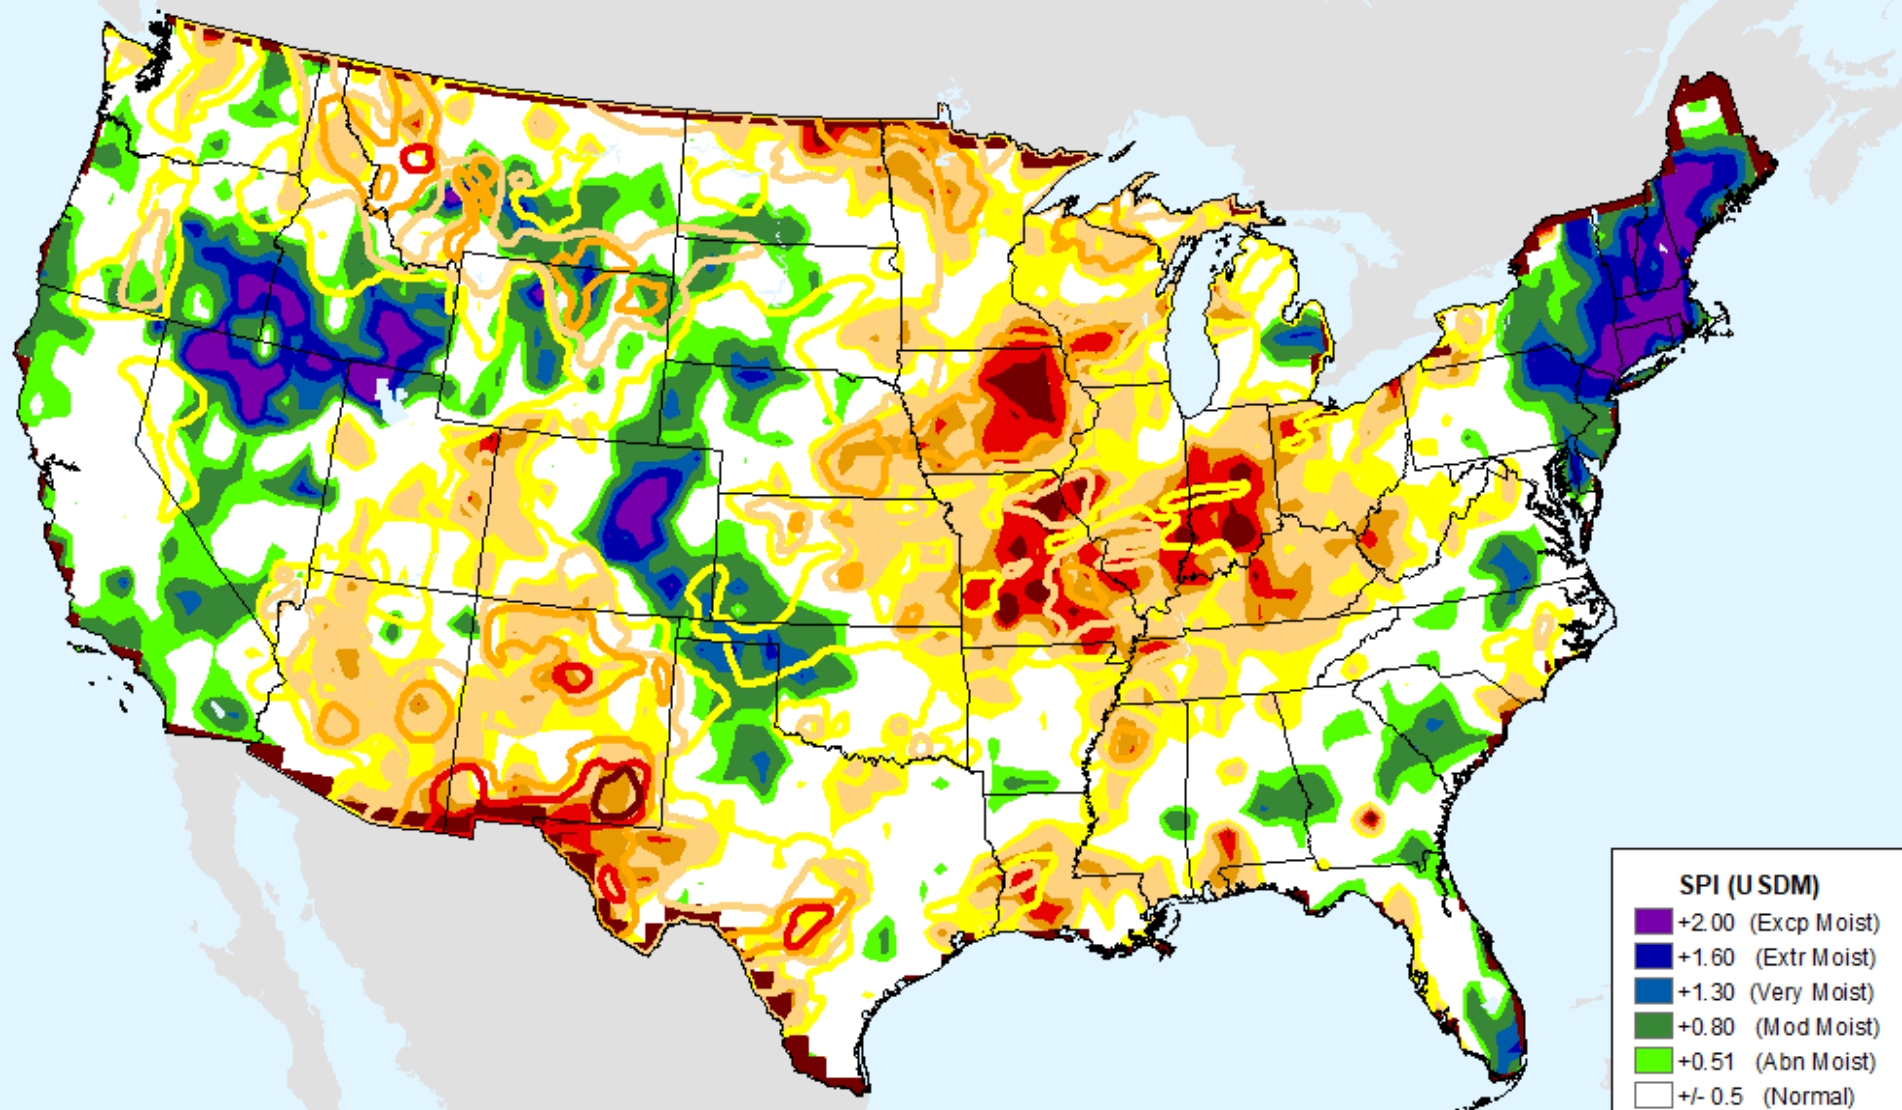 SPI (USDM)
+2.00 (Excp Moist)
+1.60 (Extr Moist)
+1.30 (Very Moist)
+0.80 (Mod Moist)
+0.51 (Abn Moist)
+/- 0.5 (Normal)